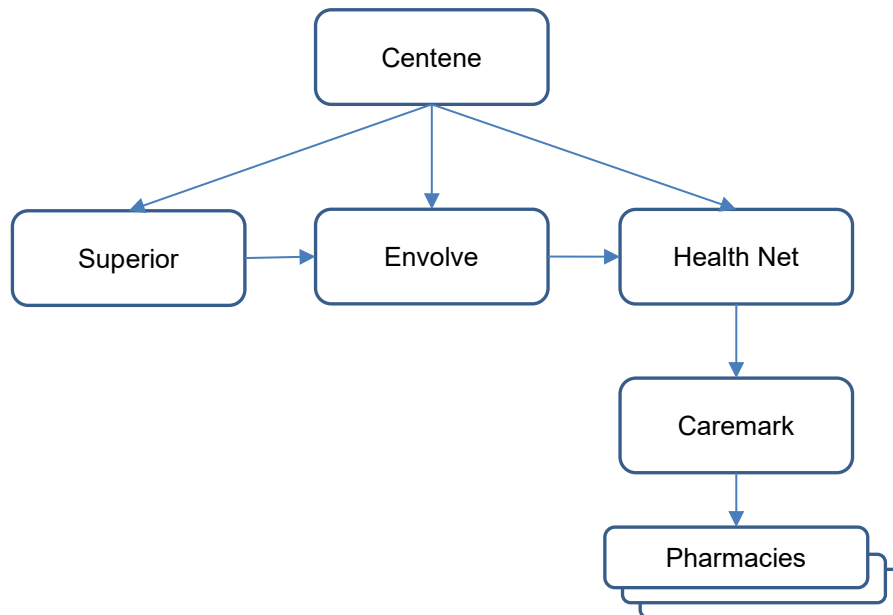 Centene
Superior
Envolve
Health Net
Caremark
Pharmacies